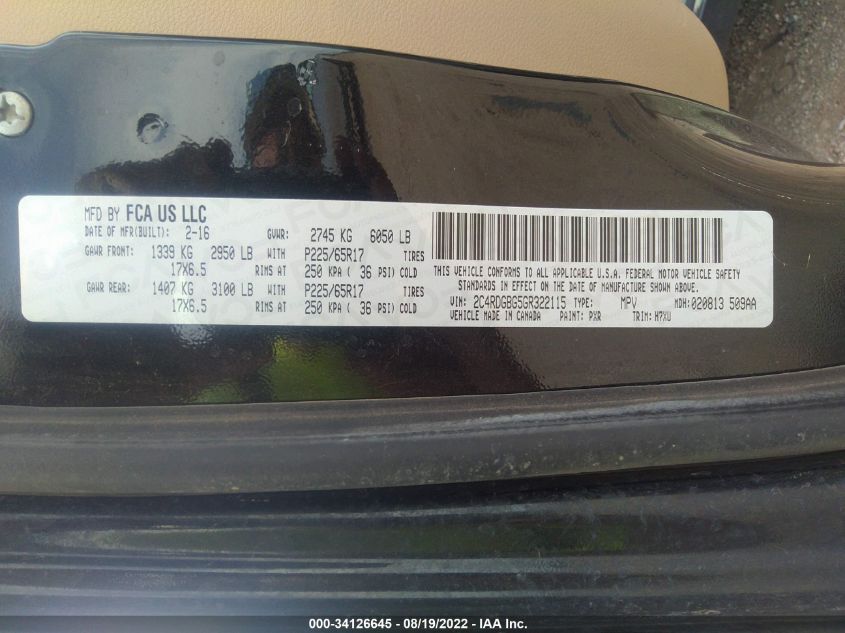 MFD BY FCA US LLC
DATE OF MFR(BUILT): 2-16 GVWR: 2745 KG 6050 LB
GAWR FRONT: 1339 KG 2950 LB WITH P225/65R17 TIRES
17X6.5 RIMS AT 250 KPA( 36 PSI) COLD
GAWR REAR: 1407 KG 3100 LB WITH P225/65R17 TIRES
17X6.5 RIMS AT 250 KPA( 36 PSI) COLD
THIS VEHICLE CONFORMS TO ALL APPLICABLE U.S.A. FEDERAL MOTOR VEHICLE SAFETY
STANDARDS IN EFFECT ON THE DATE OF MANUFACTURE SHOWN ABOVE.
VIN: 2C4RDGBG5GR322115 TYPE: MPV MDH:020813 509AA
VEHICLE MADE IN CANADA PAINT: PXR TRIM: H7XU
000-34126645 - 08/19/2022 - IAA Inc.